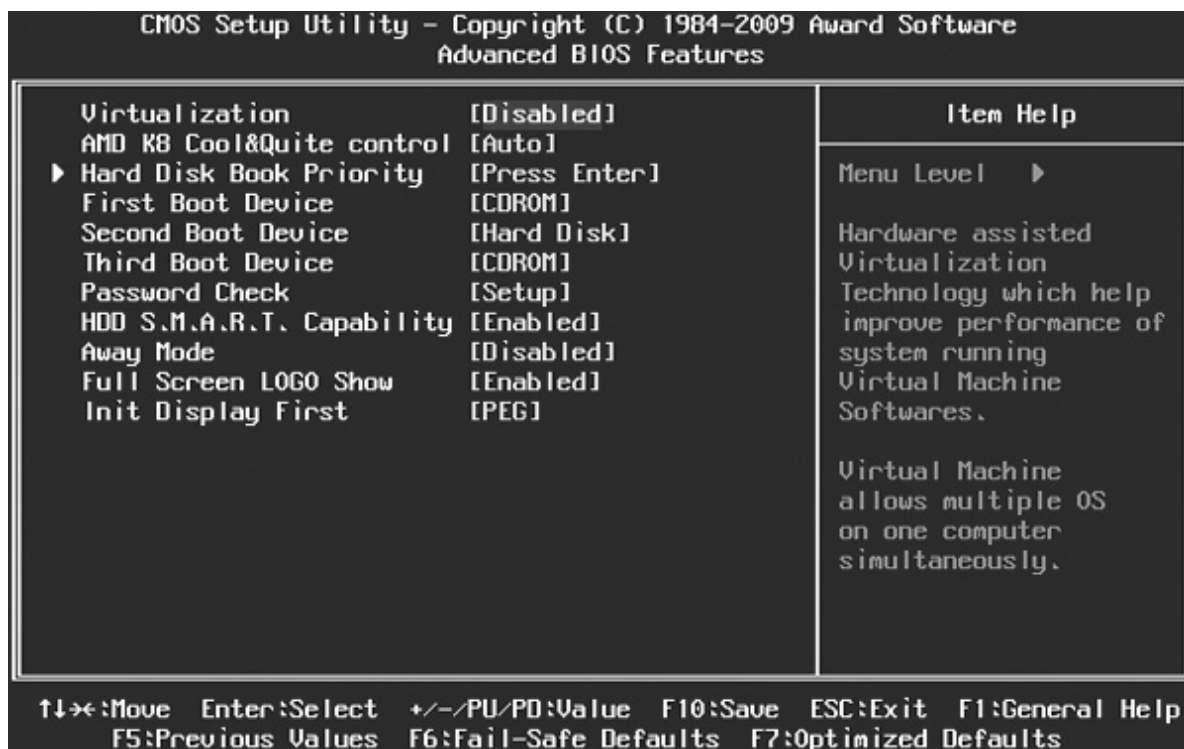 CMOS Setup Utility – Copyright (C) 1984–2009 Award Software
Advanced BIOS Features
Virtualization [Disabled]
AMD K8 Cool&Quite control [Auto]
Hard Disk Book Priority [Press Enter]
First Boot Device [CDROM]
Second Boot Device [Hard Disk]
Third Boot Device [CDROM]
Password Check [Setup]
HDD S.M.A.R.T. Capability [Enabled]
Away Mode [Disabled]
Full Screen LOGO Show [Enabled]
Init Display First [PEG]
Item Help
Menu Level ▶
Hardware assisted
Virtualization
Technology which help
improve performance of
system running
Virtual Machine
Softwares.
Virtual Machine
allows multiple OS
on one computer
simultaneously.
↑↓→←:Move Enter:Select +/-/PU/PD:Value F10:Save ESC:Exit F1:General Help
F5:Previous Values F6:Fail-Safe Defaults F7:Optimized Defaults